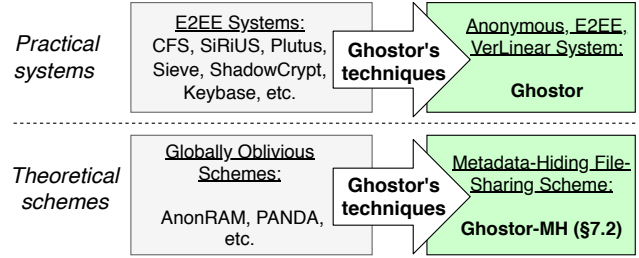 Practical
systems
E2EE Systems:
CFS, SiRiUS, Plutus,
Sieve, ShadowCrypt,
Keybase, etc.
Ghostor's
techniques
Anonymous, E2EE,
VerLinear System:
Ghostor
Theoretical
schemes
Globally Oblivious
Schemes:
AnonRAM, PANDA,
etc.
Ghostor's
techniques
Metadata-Hiding File-
Sharing Scheme:
Ghostor-MH (§7.2)